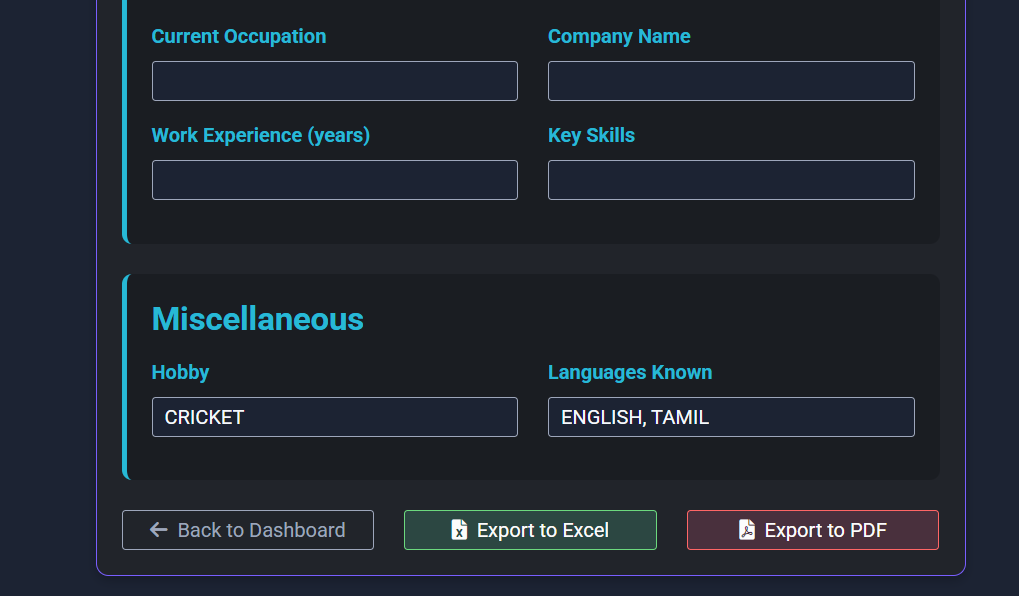 Current Occupation
Company Name
Work Experience (years)
Key Skills
Miscellaneous
Hobby
Languages Known
CRICKET
ENGLISH, TAMIL
Back to Dashboard
Export to Excel
Export to PDF